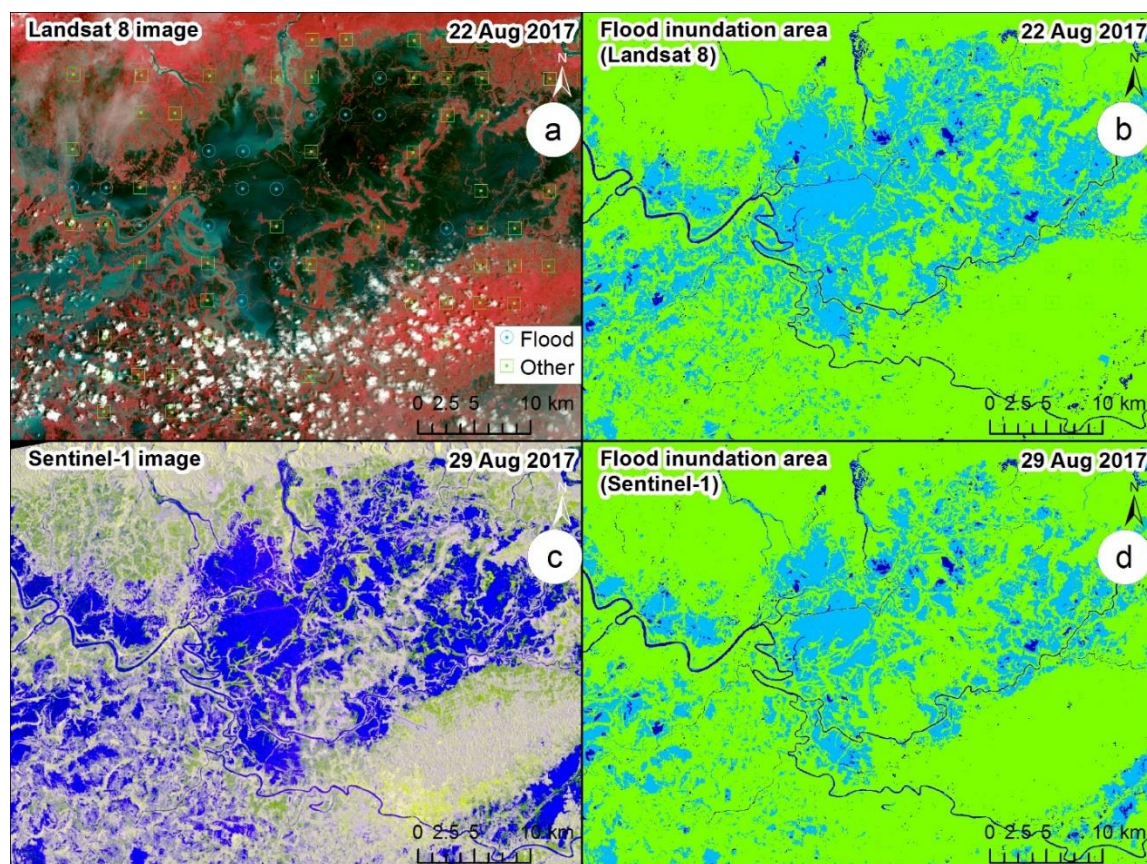 Landsat 8 image
22 Aug 2017
N
a
Flood
Other
0 2.5 5 10 km
Flood inundation area
(Landsat 8)
22 Aug 2017
N
b
0 2.5 5 10 km
Sentinel-1 image
29 Aug 2017
N
c
0 2.5 5 10 km
Flood inundation area
(Sentinel-1)
29 Aug 2017
N
d
0 2.5 5 10 km